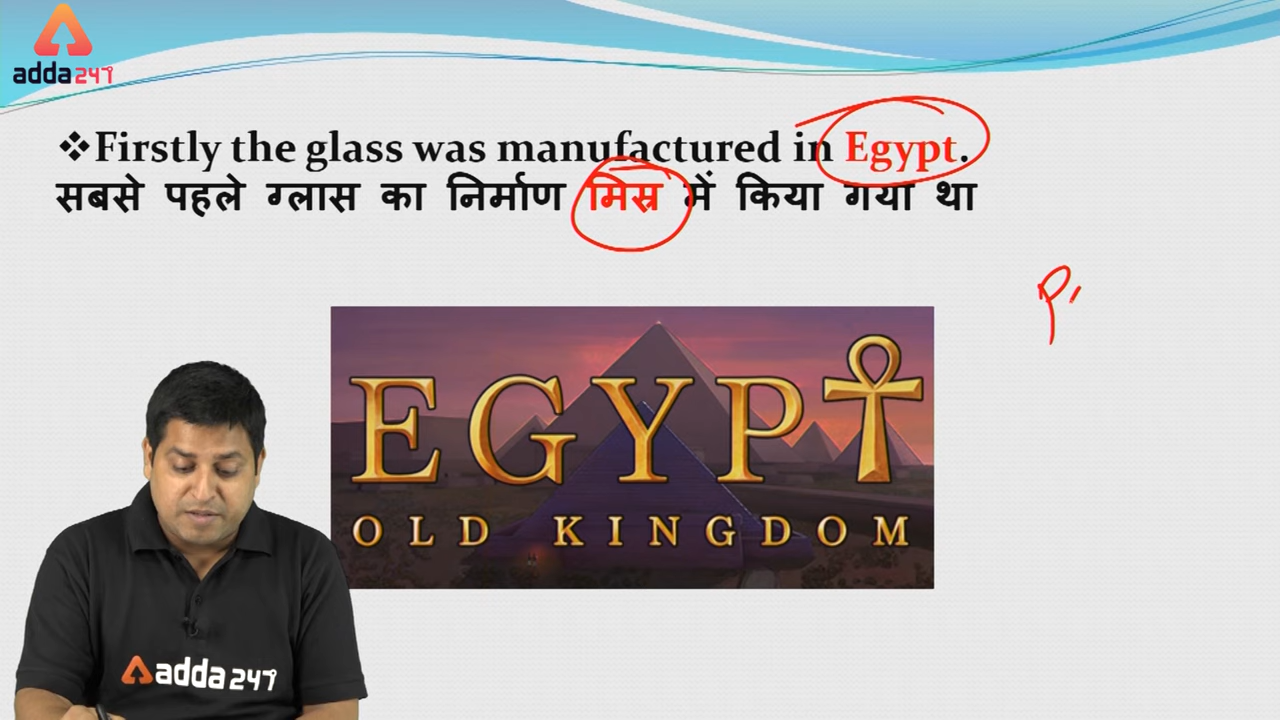 adda247
❖Firstly the glass was manufactured in Egypt.
सबसे पहले ग्लास का निर्माण मिस्र में किया गया था
EGYPT
OLD KINGDOM
adda247